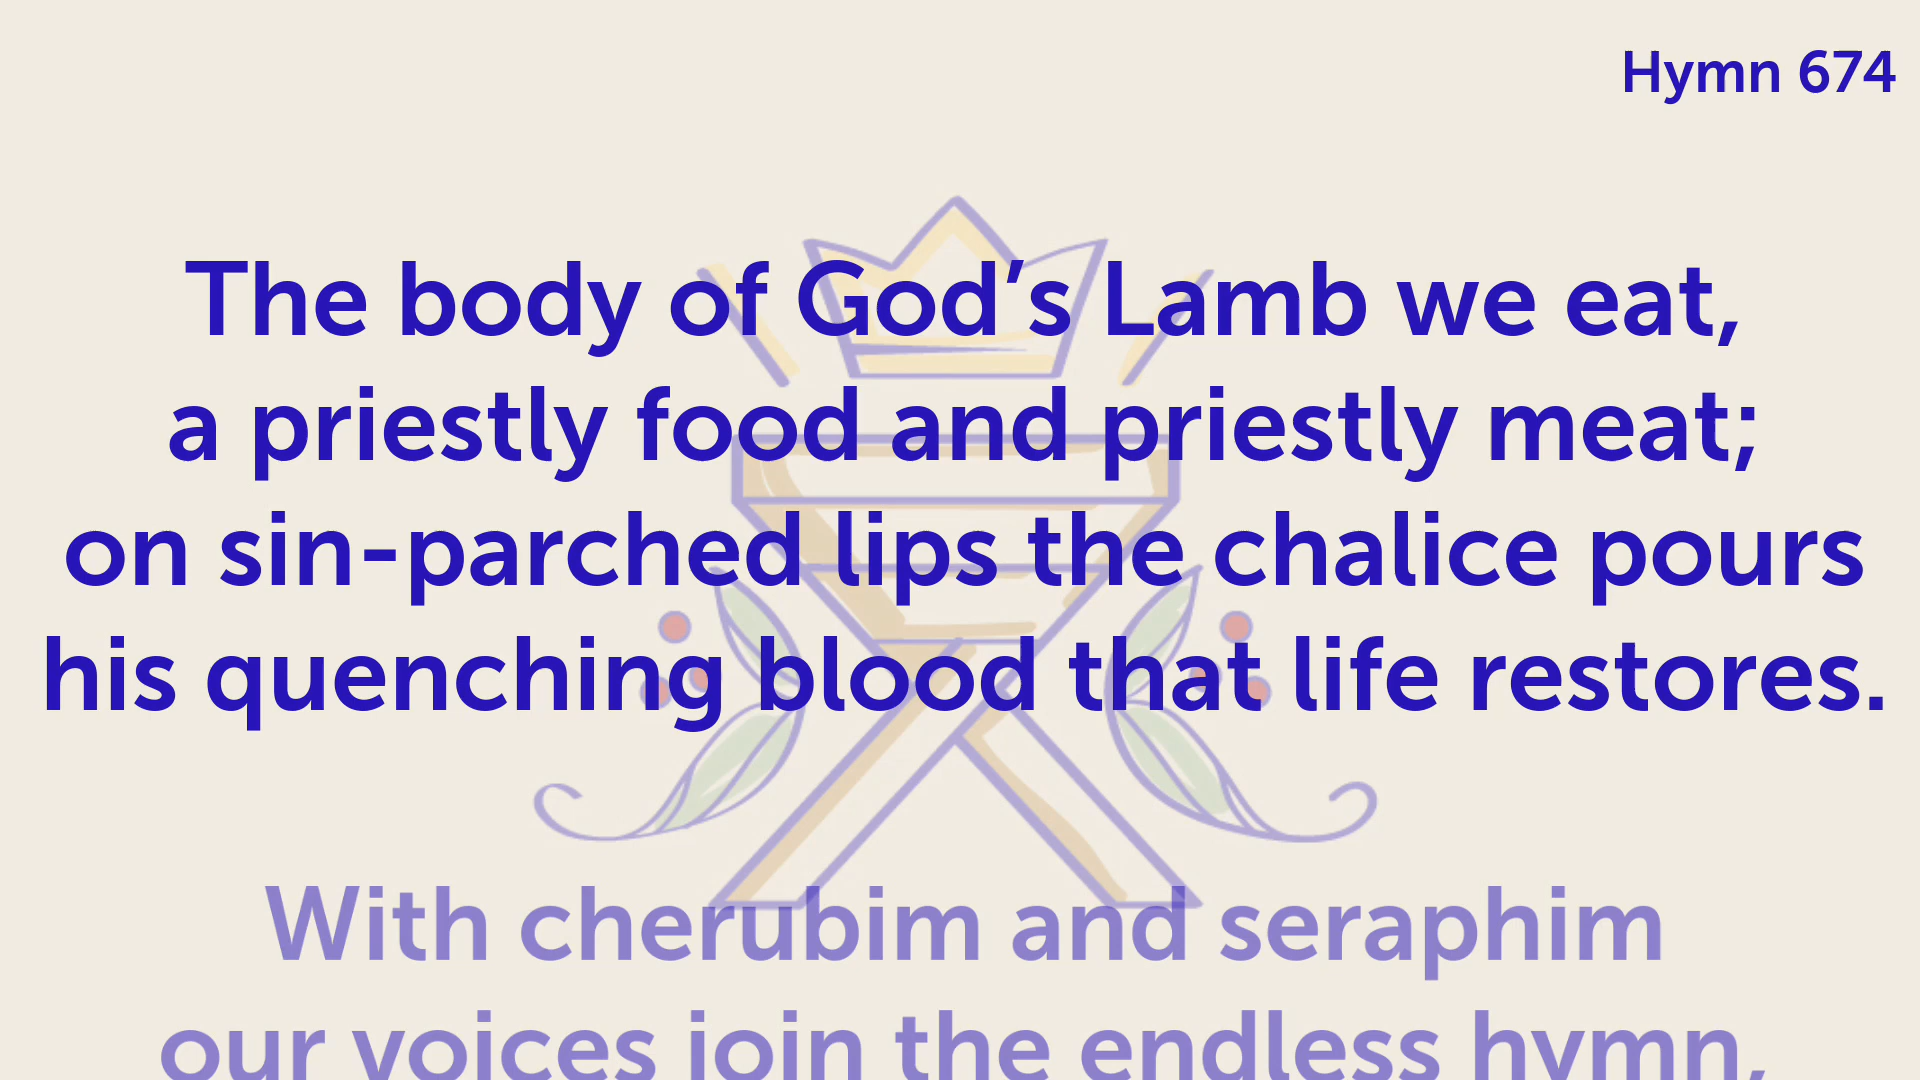 Hymn 674
The body of God’s Lamb we eat,
a priestly food and priestly meat;
on sin-parched lips the chalice pours
his quenching blood that life restores.
With cherubim and seraphim
our voices join the endless hymn,